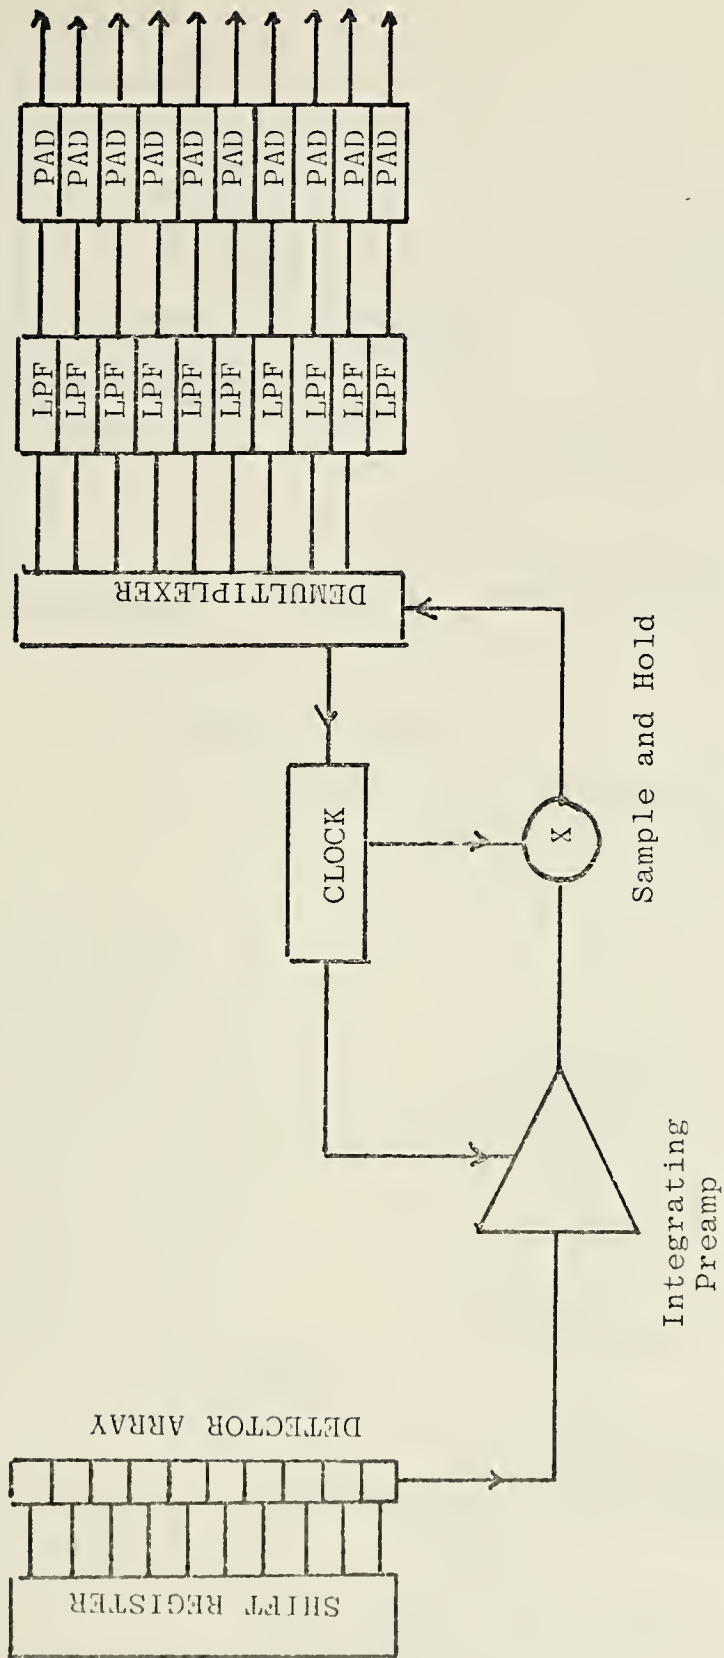 SHIFT REGISTER
DETECTOR ARRAY
Integrating
Preamp
CLOCK
X
Sample and Hold
DEMULTIPLEXER
LPF
LPF
LPF
LPF
LPF
LPF
LPF
LPF
LPF
LPF
PAD
PAD
PAD
PAD
PAD
PAD
PAD
PAD
PAD
PAD